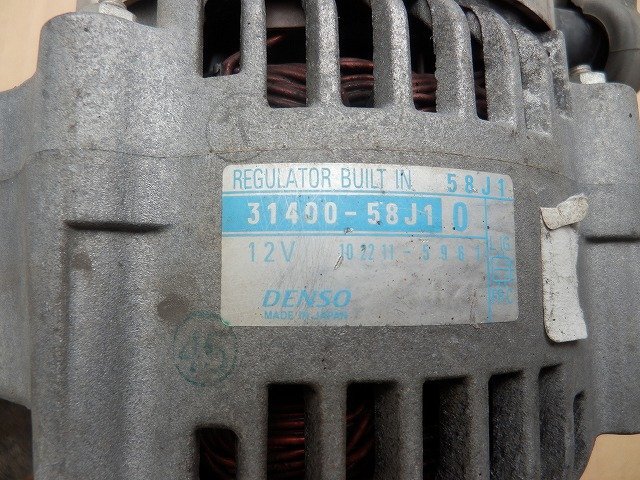 REGULATOR BUILT IN 58J1
31400-58J1 0
12V
DENSO
MADE IN JAPAN